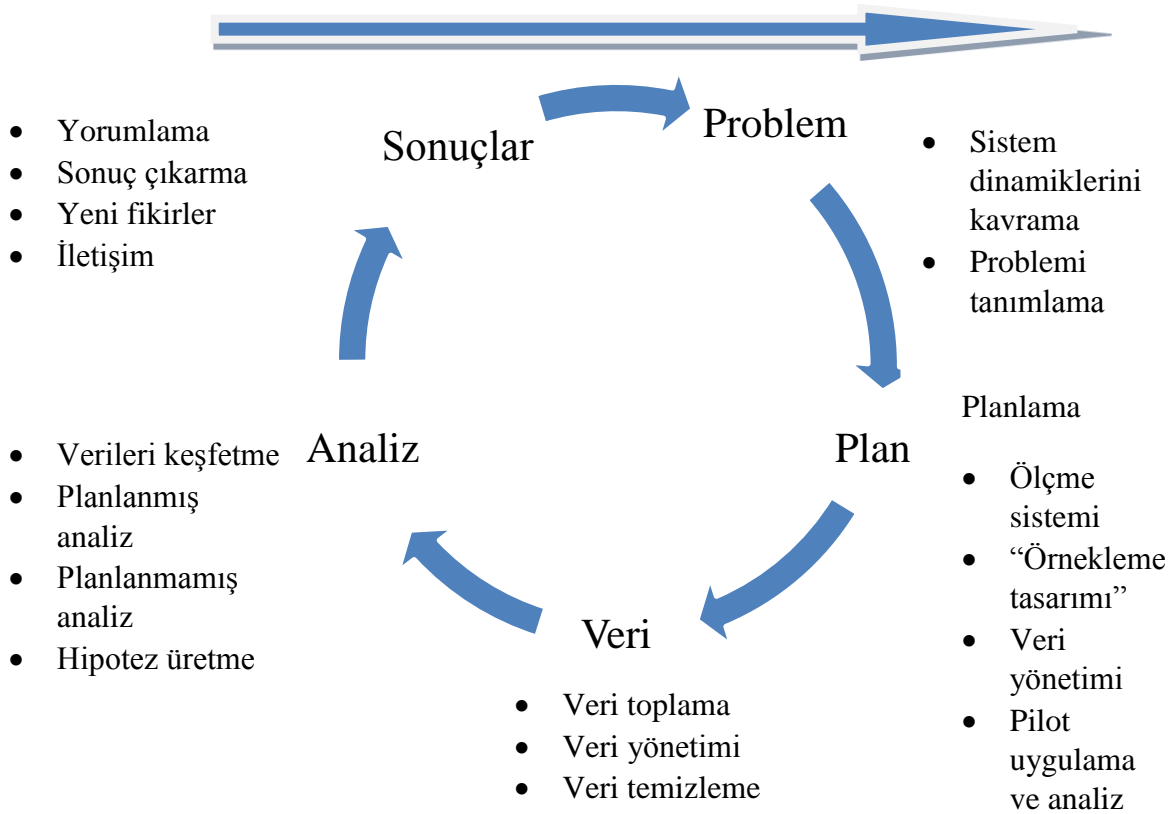 Problem
• Sistem
dinamiklerini
kavrama
• Problemi
tanımlama
Plan
Planlama
• Ölçme
sistemi
• “Örnekleme
tasarımı”
• Veri
yönetimi
• Pilot
uygulama
ve analiz
Veri
• Veri toplama
• Veri yönetimi
• Veri temizleme
Analiz
• Verileri keşfetme
• Planlanmış
analiz
• Planlanmamış
analiz
• Hipotez üretme
Sonuçlar
• Yorumlama
• Sonuç çıkarma
• Yeni fikirler
• İletişim